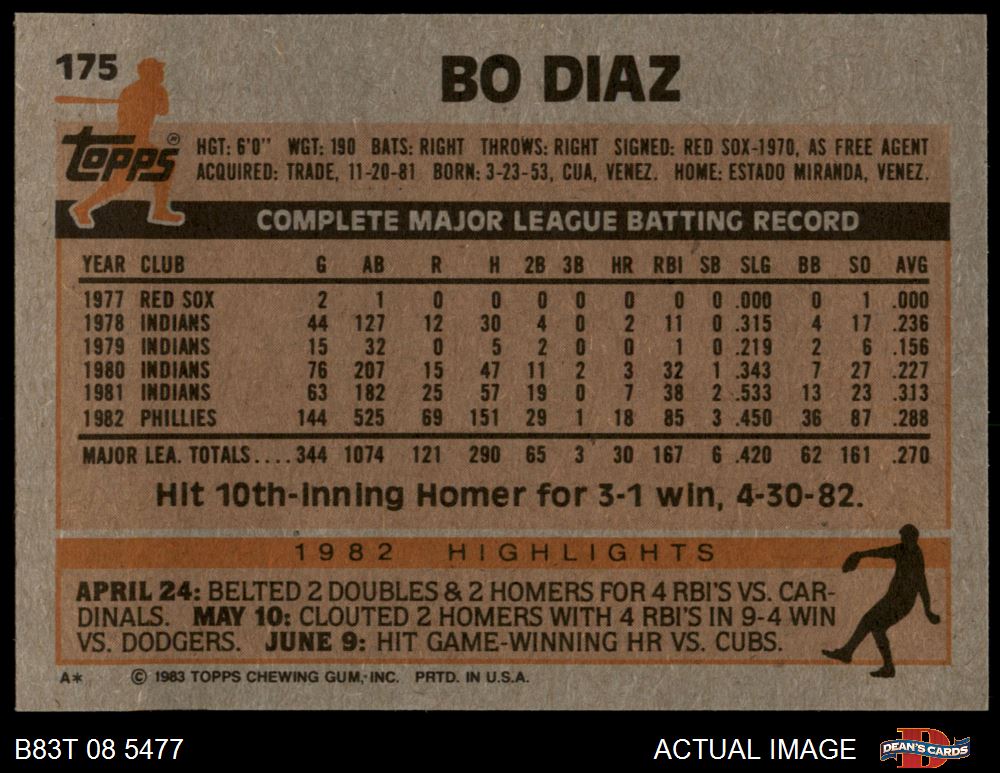 175
BO DIAZ
TOPPS ®
HGT: 6'0" WGT: 190 BATS: RIGHT THROWS: RIGHT SIGNED: RED SOX-1970, AS FREE AGENT
ACQUIRED: TRADE, 11-20-81 BORN: 3-23-53, CUA, VENEZ. HOME: ESTADO MIRANDA, VENEZ.
COMPLETE MAJOR LEAGUE BATTING RECORD
YEAR CLUB G AB R H 2B 3B HR RBI SB SLG BB SO AVG
1977 RED SOX 2 1 0 0 0 0 0 0 0 .000 0 1 .000
1978 INDIANS 44 127 12 30 4 0 2 11 0 .315 4 17 .236
1979 INDIANS 15 32 0 5 2 0 0 1 0 .219 2 6 .156
1980 INDIANS 76 207 15 47 11 2 3 32 1 .343 7 27 .227
1981 INDIANS 63 182 25 57 19 0 7 38 2 .533 13 23 .313
1982 PHILLIES 144 525 69 151 29 1 18 85 3 .450 36 87 .288
MAJOR LEA. TOTALS....344 1074 121 290 65 3 30 167 6 .420 62 161 .270
Hit 10th-inning Homer for 3-1 win, 4-30-82.
1982 HIGHLIGHTS
APRIL 24: BELTED 2 DOUBLES & 2 HOMERS FOR 4 RBI'S VS. CAR-
DINALS. MAY 10: CLOUTED 2 HOMERS WITH 4 RBI'S IN 9-4 WIN
VS. DODGERS. JUNE 9: HIT GAME-WINNING HR VS. CUBS.
A* © 1983 TOPPS CHEWING GUM, INC. PRTD. IN U.S.A.
B83T 08 5477 ACTUAL IMAGE DEAN'S CARDS